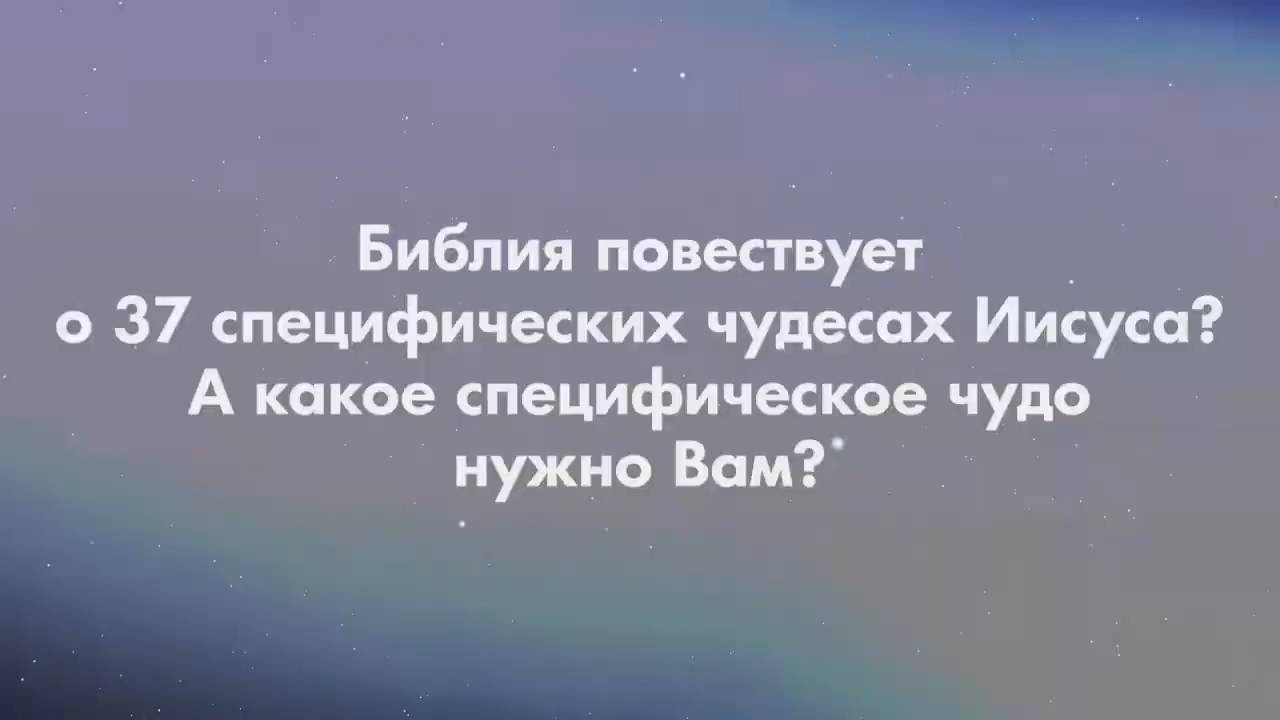 Библия повествует
о 37 специфических чудесах Иисуса?
А какое специфическое чудо
нужно Вам?